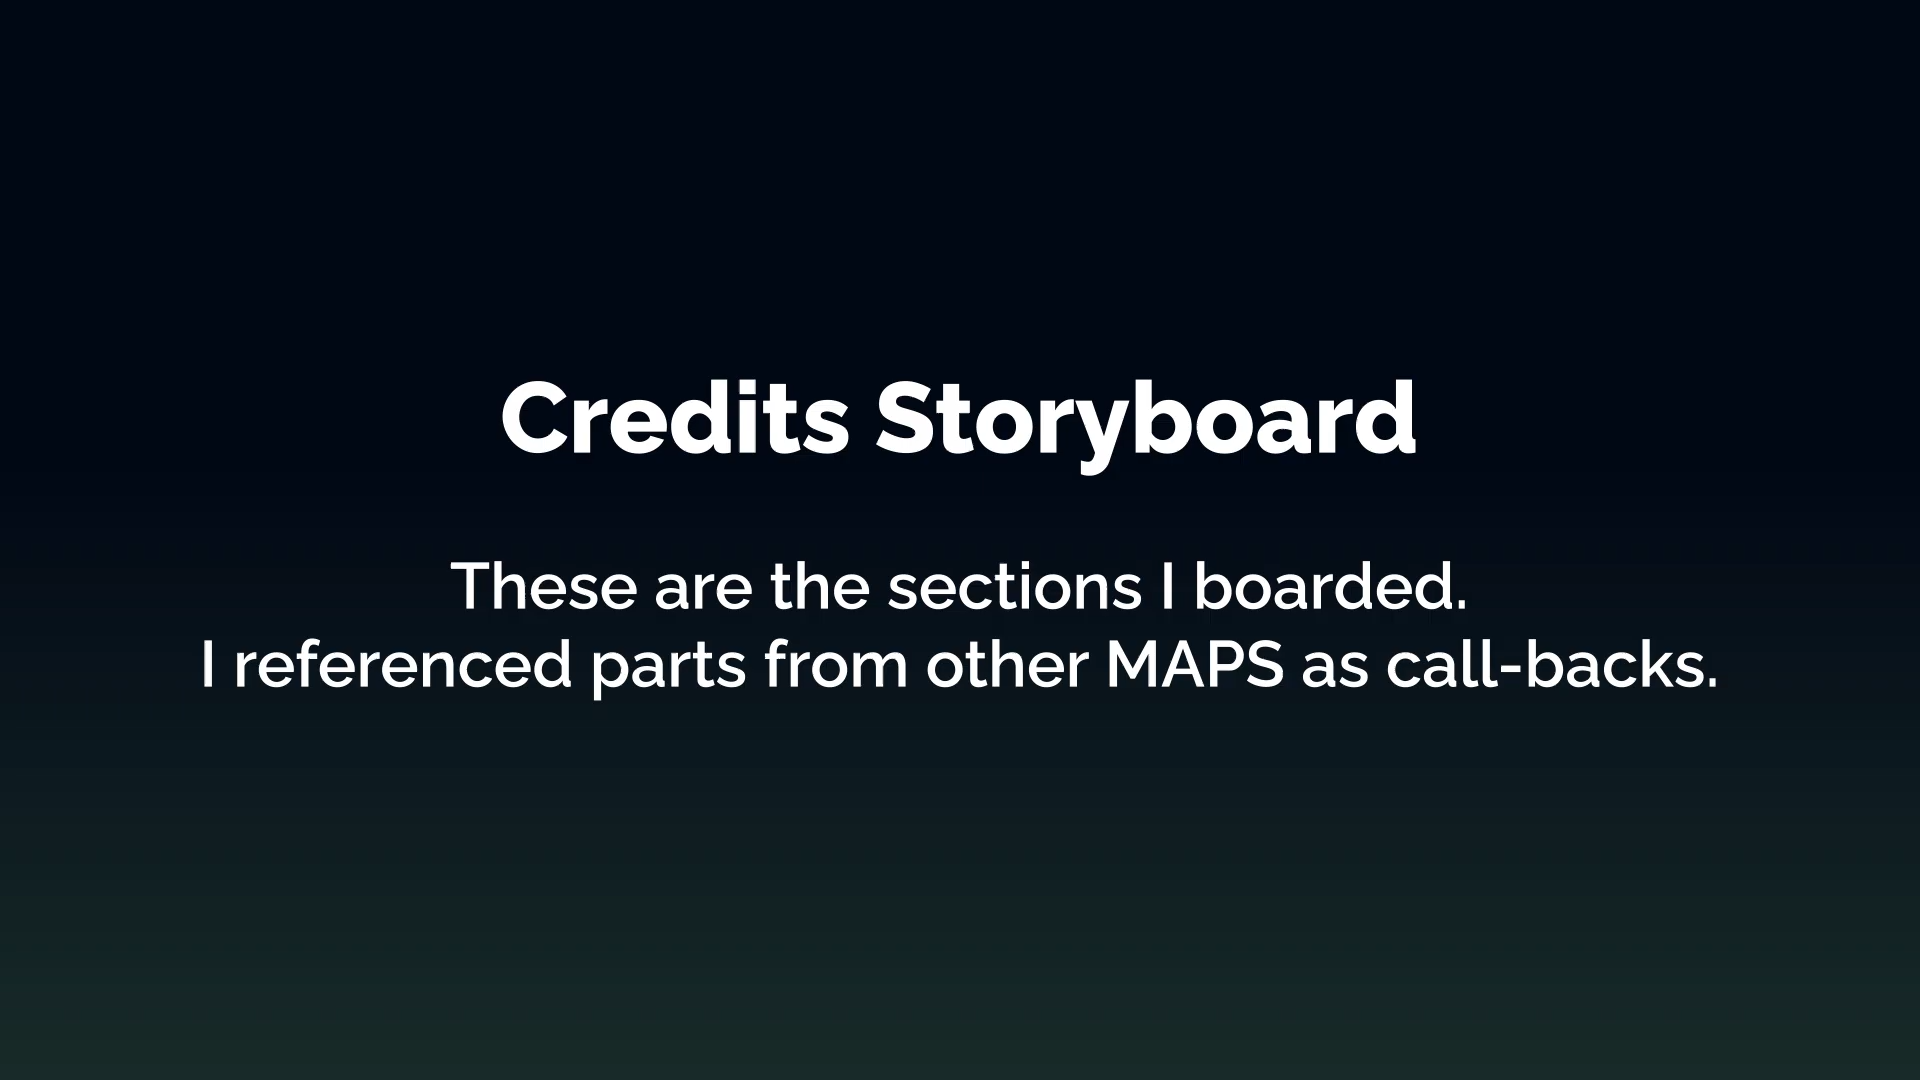 Credits Storyboard
These are the sections I boarded.
I referenced parts from other MAPS as call-backs.